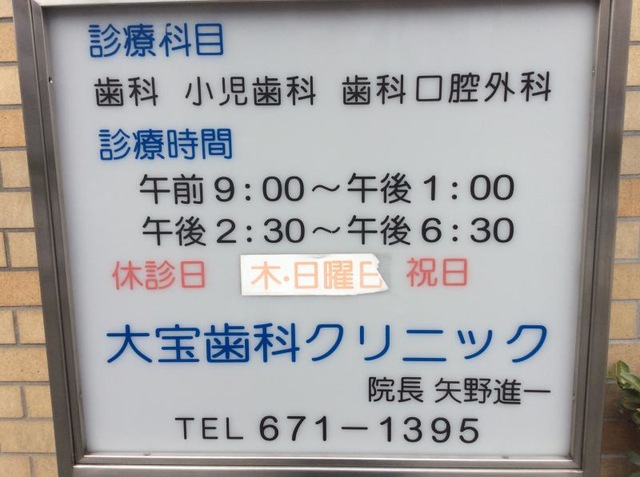 診療科目
歯科 小児歯科 歯科口腔外科
診療時間
午前9:00～午後1:00
午後2:30～午後6:30
休診日 木・日曜日 祝日
大宝歯科クリニック
院長 矢野進一
TEL 671－1395